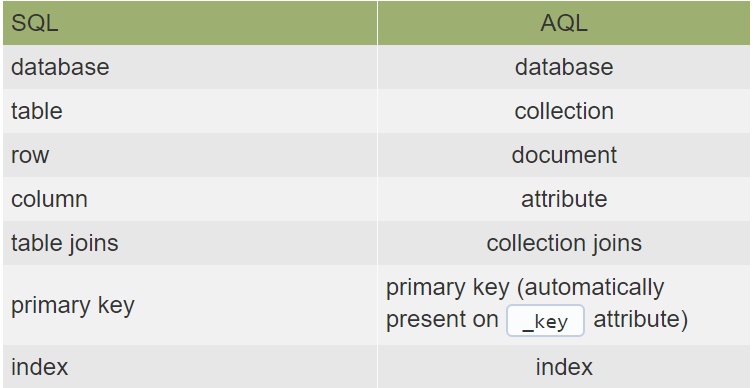 SQL AQL
database database
table collection
row document
column attribute
table joins collection joins
primary key primary key (automatically
present on _key attribute)
index index